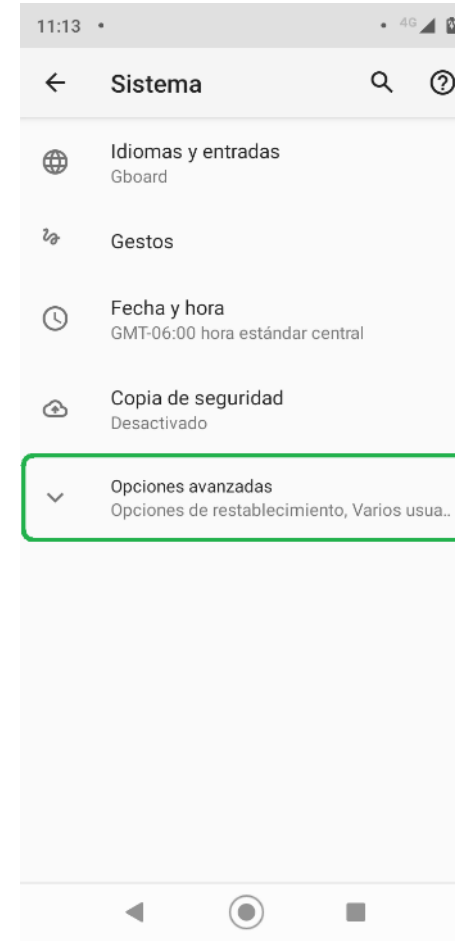 11:13
4G
Sistema
Idiomas y entradas
Gboard
Gestos
Fecha y hora
GMT-06:00 hora estándar central
Copia de seguridad
Desactivado
Opciones avanzadas
Opciones de restablecimiento, Varios usua..